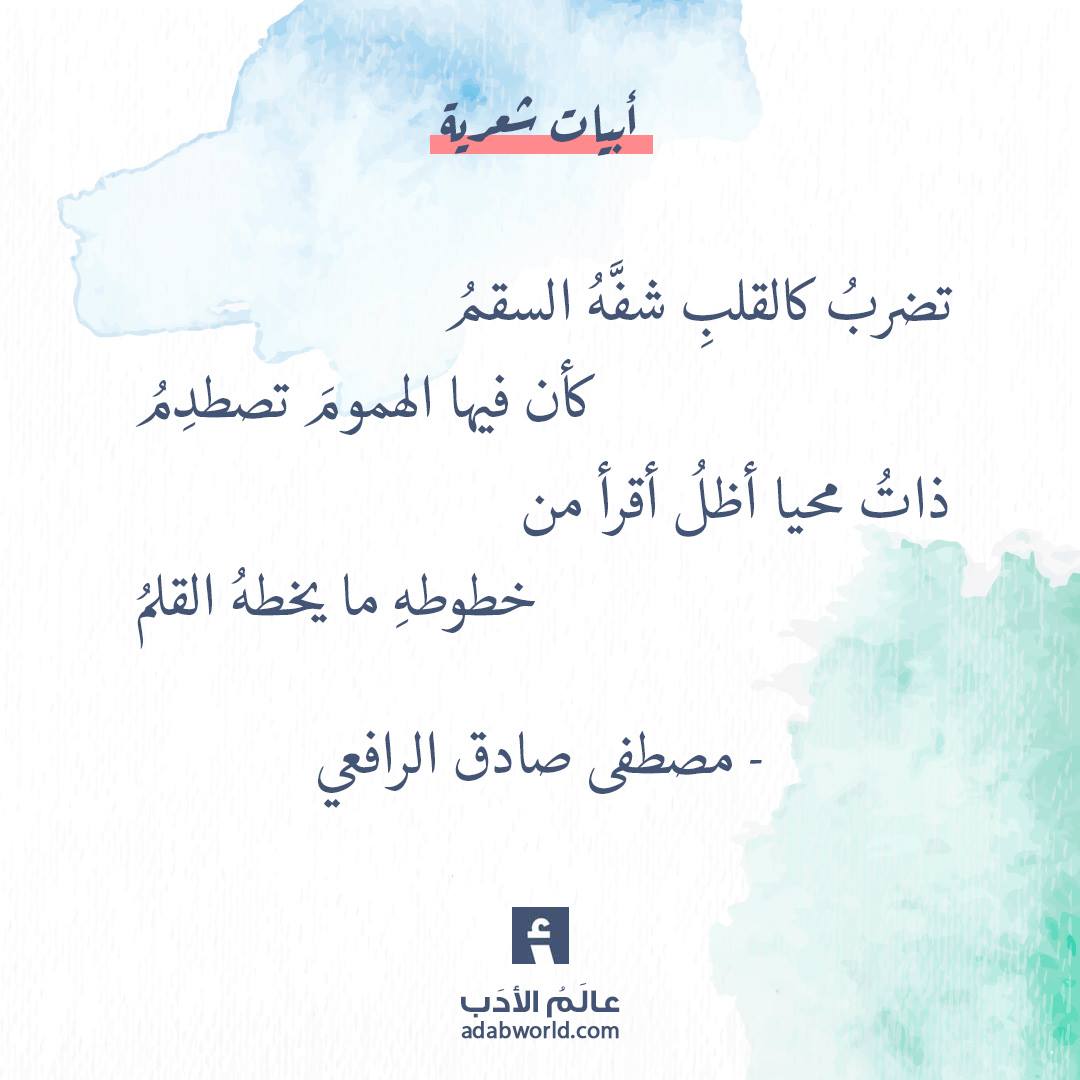 أبيات شعرية
تضربُ كالقلبِ شفَّهُ السقمُ
كأن فيها الهمومَ تصطدِمُ
ذاتُ محيا أظلُ أقرأ من
خطوطهِ ما يخطهُ القلمُ
- مصطفى صادق الرافعي
أ
عالَمُ الأدَب
adabworld.com